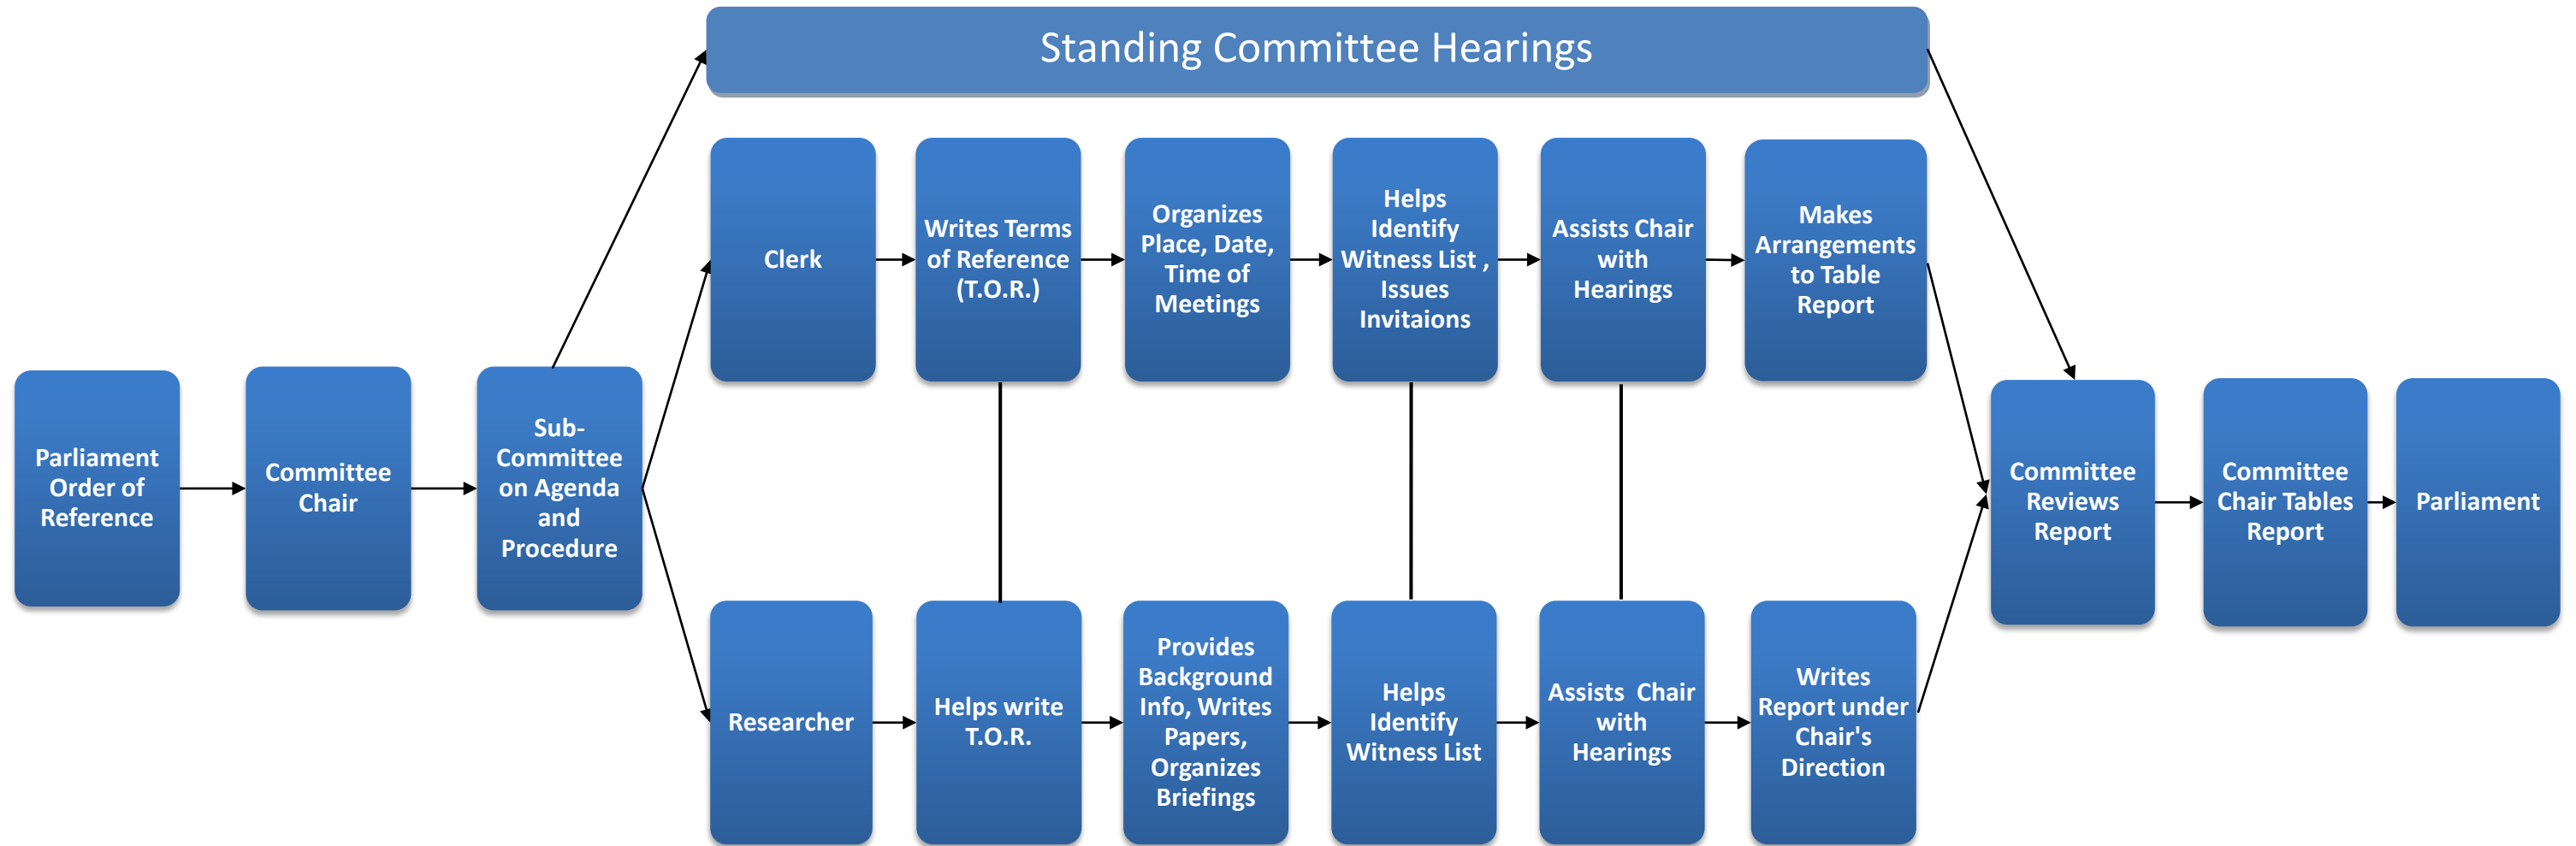 Standing Committee Hearings
Clerk
Writes Terms
of Reference
(T.O.R.)
Organizes
Place, Date,
Time of
Meetings
Helps
Identify
Witness List ,
Issues
Invitaions
Assists Chair
with
Hearings
Makes
Arrangements
to Table
Report
Parliament
Order of
Reference
Committee
Chair
Sub-
Committee
on Agenda
and
Procedure
Committee
Reviews
Report
Committee
Chair Tables
Report
Parliament
Researcher
Helps write
T.O.R.
Provides
Background
Info, Writes
Papers,
Organizes
Briefings
Helps
Identify
Witness List
Assists  Chair
with
Hearings
Writes
Report under
Chair's
Direction